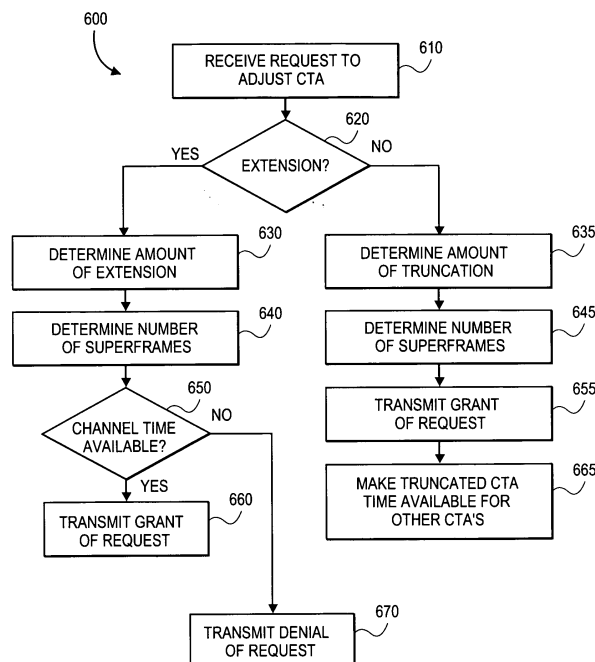 600
RECEIVE REQUEST TO
ADJUST CTA
610
620
YES
NO
EXTENSION?
DETERMINE AMOUNT
OF EXTENSION
630
DETERMINE AMOUNT
OF TRUNCATION
635
DETERMINE NUMBER
OF SUPERFRAMES
640
DETERMINE NUMBER
OF SUPERFRAMES
645
650
NO
CHANNEL TIME
AVAILABLE?
YES
TRANSMIT GRANT
OF REQUEST
655
TRANSMIT GRANT
OF REQUEST
660
MAKE TRUNCATED CTA
TIME AVAILABLE FOR
OTHER CTA'S
665
TRANSMIT DENIAL
OF REQUEST
670